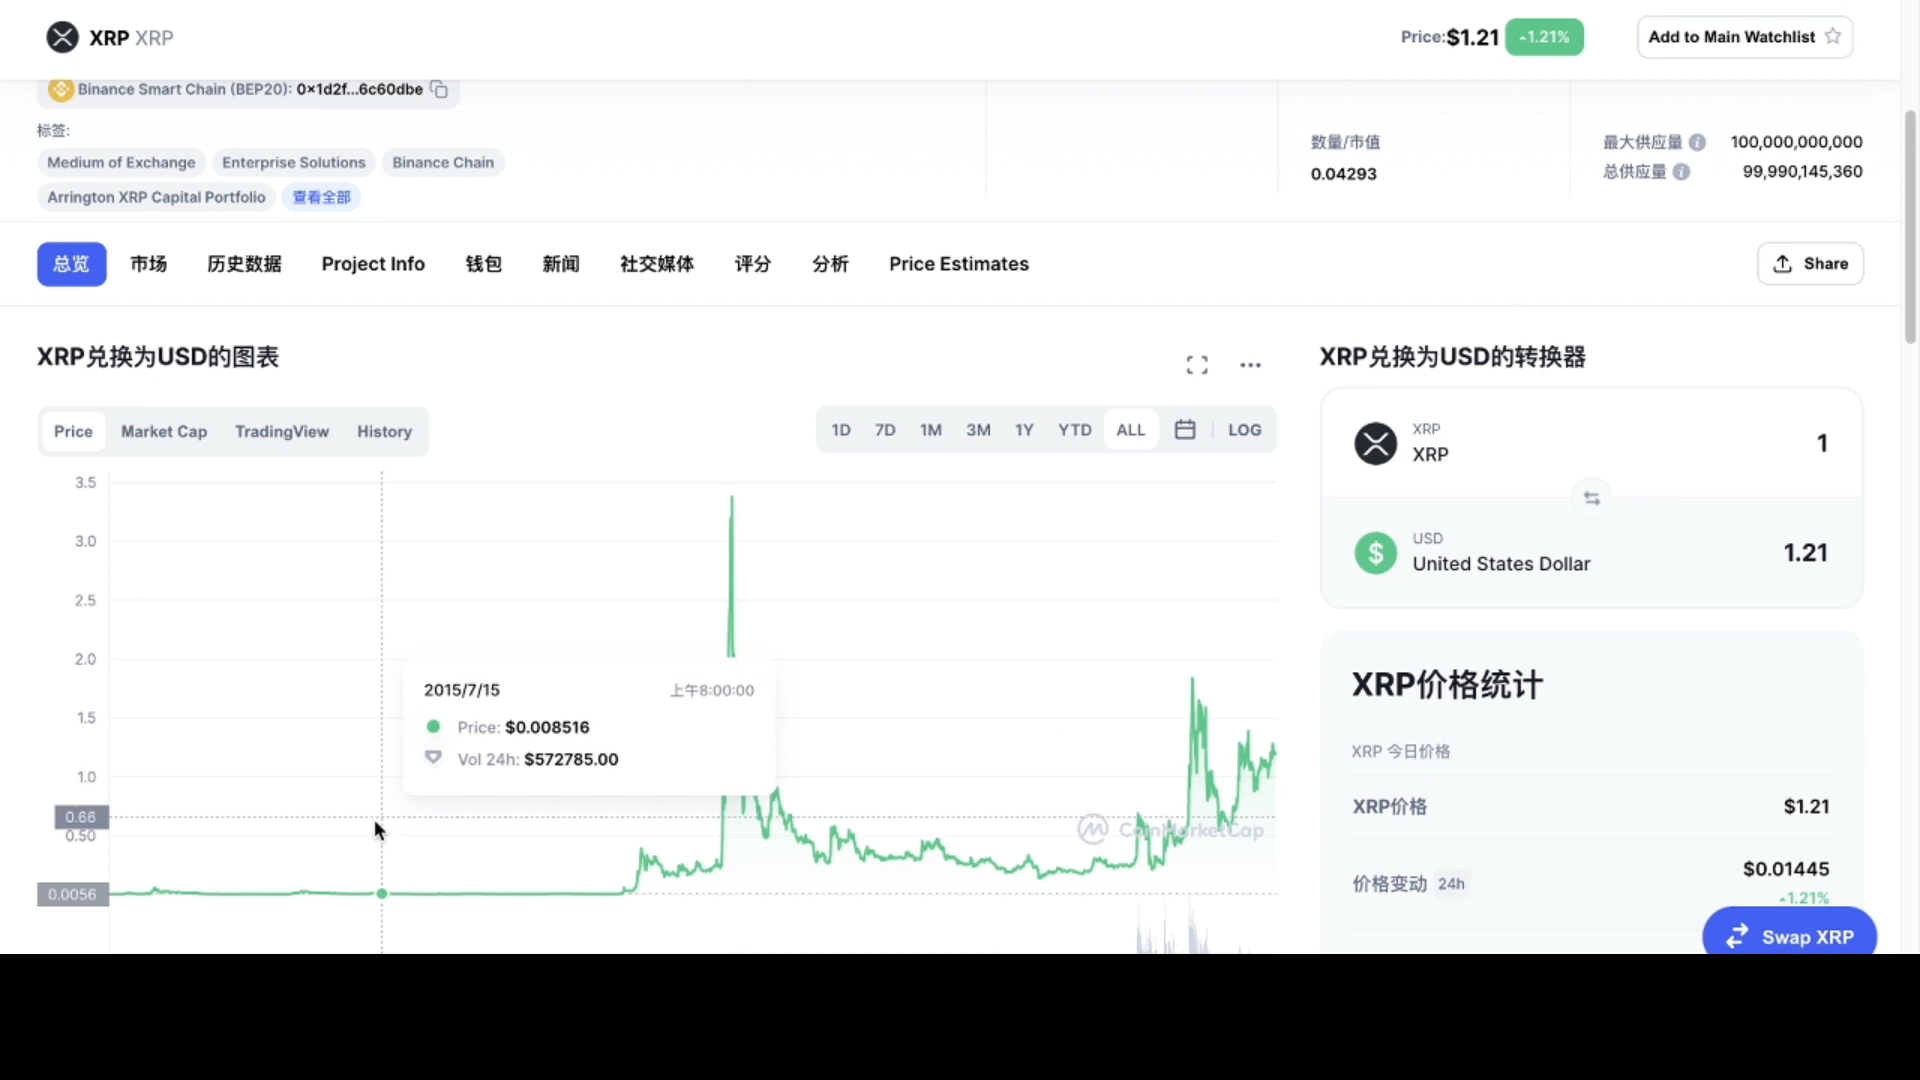 XRP XRP
Price:$1.21 1.21%
Add to Main Watchlist
Binance Smart Chain (BEP20): 0x1d2f...6c60dbe
标签:
Medium of Exchange Enterprise Solutions Binance Chain
Arrington XRP Capital Portfolio 查看全部
数量/市值
0.04293
最大供应量 100,000,000,000
总供应量 99,990,145,360
总览 市场 历史数据 Project Info 钱包 新闻 社交媒体 评分 分析 Price Estimates
Share
XRP兑换为USD的图表
Price Market Cap TradingView History
1D 7D 1M 3M 1Y YTD ALL LOG
3.5
3.0
2.5
2.0
1.5
1.0
0.66
0.50
0.0056
2015/7/15 上午8:00:00
Price: $0.008516
Vol 24h: $572785.00
CoinMarketCap
XRP兑换为USD的转换器
XRP
XRP
1
USD
United States Dollar
1.21
XRP价格统计
XRP 今日价格
XRP价格 $1.21
价格变动 24h $0.01445
1.21%
Swap XRP